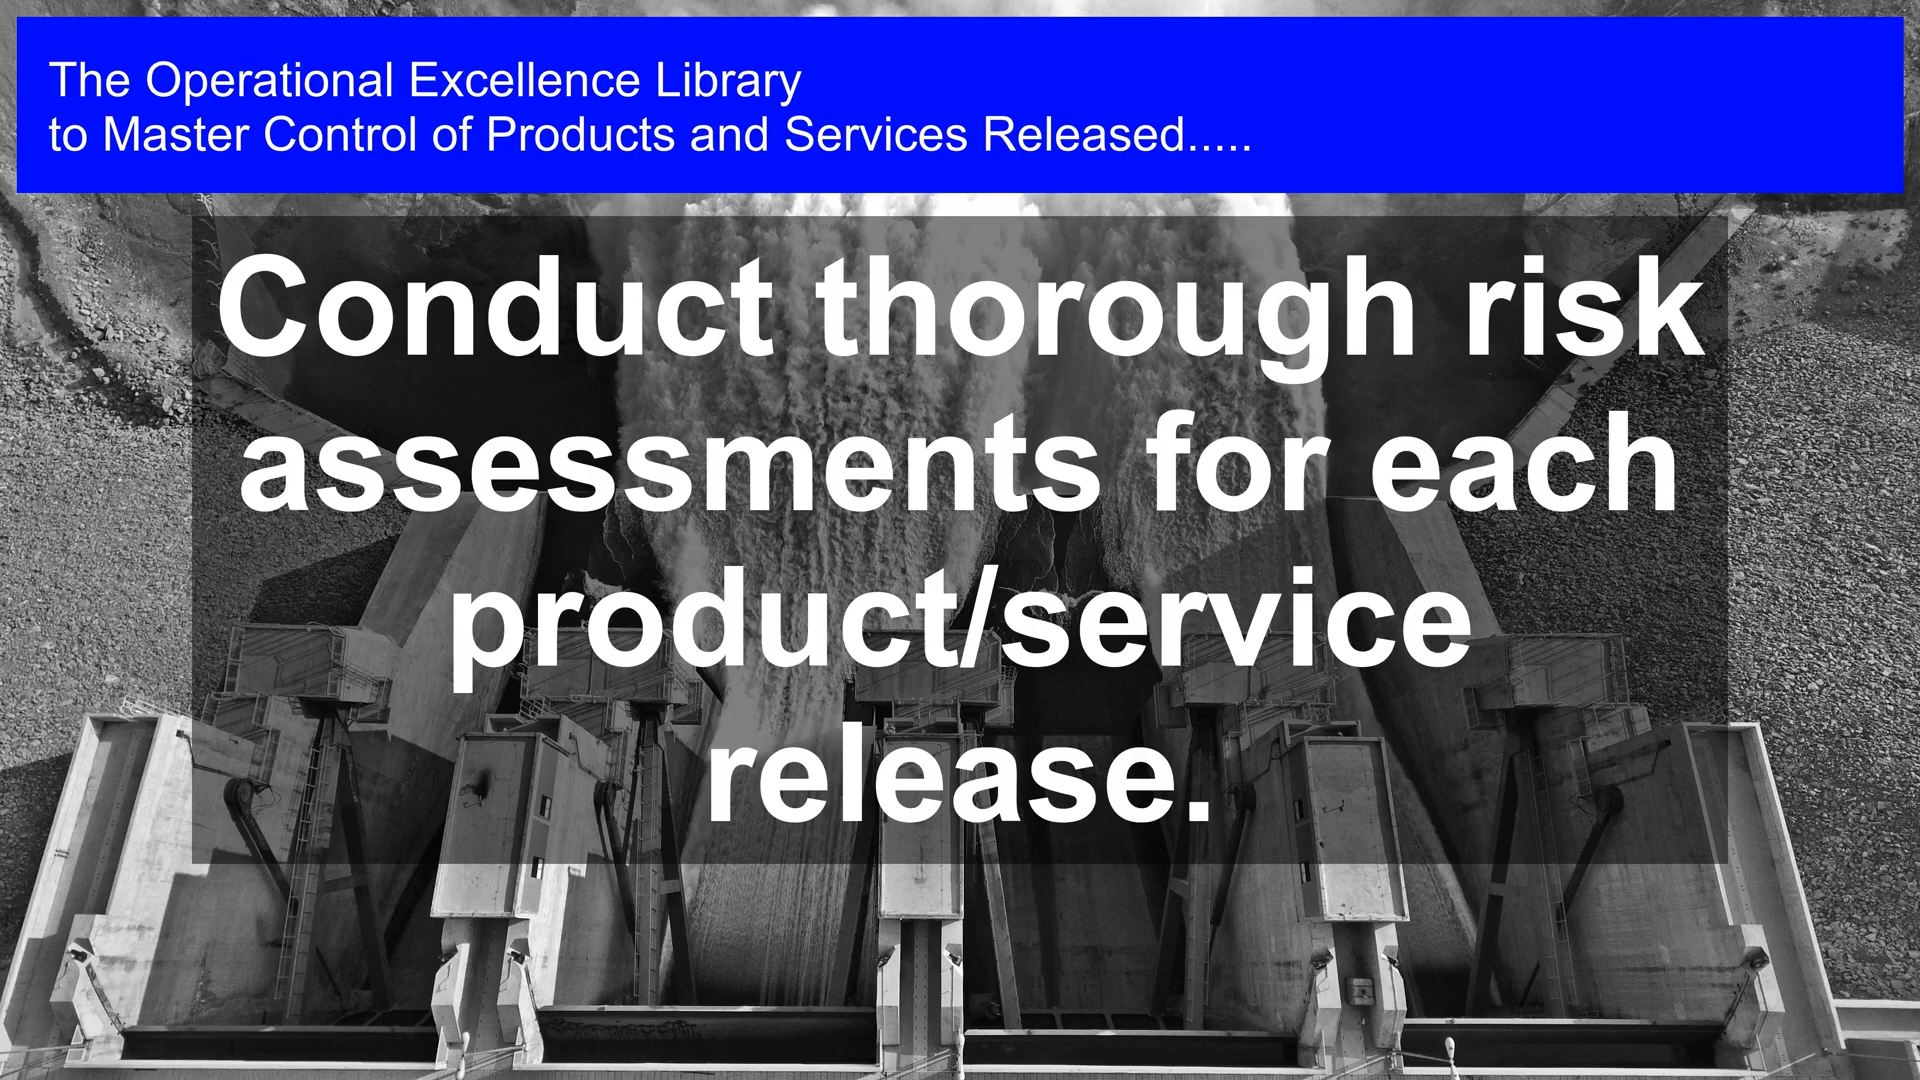 The Operational Excellence Library
to Master Control of Products and Services Released.....
Conduct thorough risk
assessments for each
product/service
release.